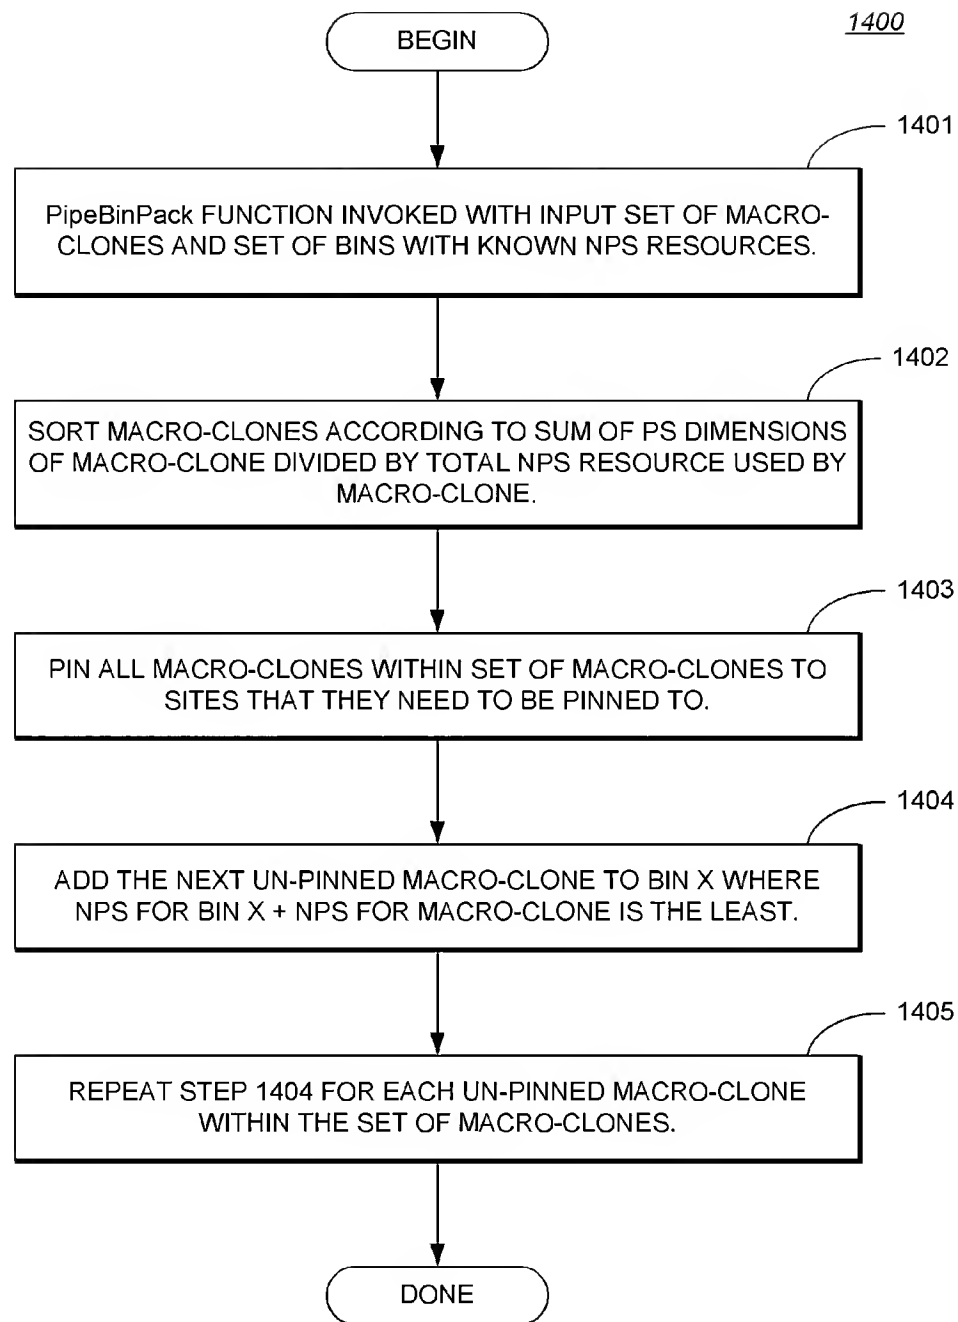 1400
BEGIN
1401
PipeBinPack FUNCTION INVOKED WITH INPUT SET OF MACRO-
CLONES AND SET OF BINS WITH KNOWN NPS RESOURCES.
1402
SORT MACRO-CLONES ACCORDING TO SUM OF PS DIMENSIONS
OF MACRO-CLONE DIVIDED BY TOTAL NPS RESOURCE USED BY
MACRO-CLONE.
1403
PIN ALL MACRO-CLONES WITHIN SET OF MACRO-CLONES TO
SITES THAT THEY NEED TO BE PINNED TO.
1404
ADD THE NEXT UN-PINNED MACRO-CLONE TO BIN X WHERE
NPS FOR BIN X + NPS FOR MACRO-CLONE IS THE LEAST.
1405
REPEAT STEP 1404 FOR EACH UN-PINNED MACRO-CLONE
WITHIN THE SET OF MACRO-CLONES.
DONE